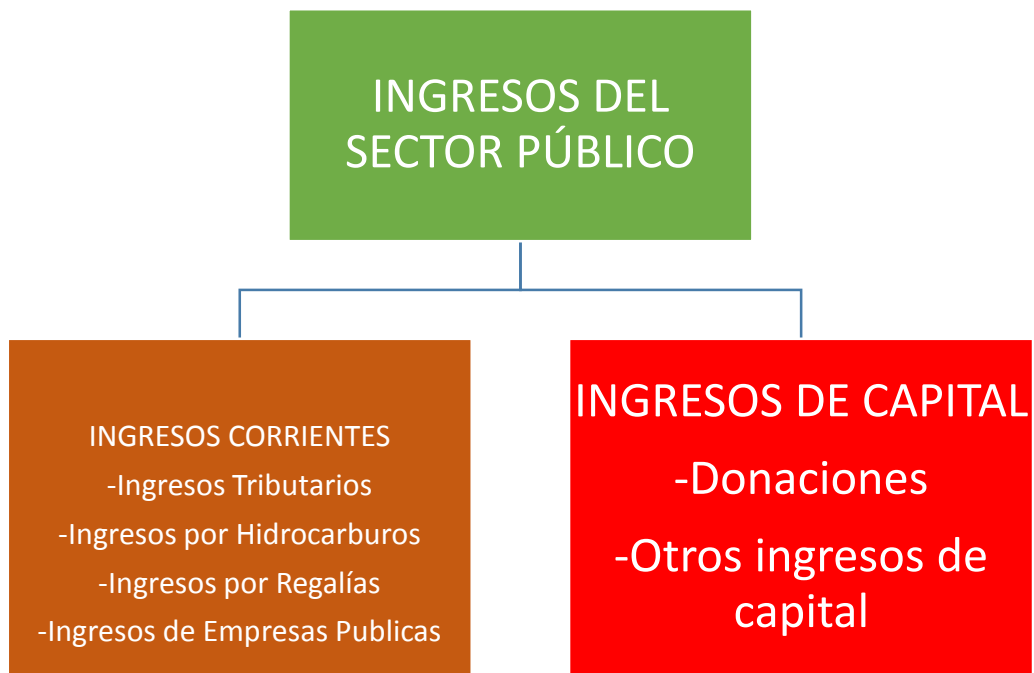 INGRESOS DEL
SECTOR PÚBLICO
INGRESOS CORRIENTES
-Ingresos Tributarios
-Ingresos por Hidrocarburos
-Ingresos por Regalías
-Ingresos de Empresas Publicas
INGRESOS DE CAPITAL
-Donaciones
-Otros ingresos de
capital